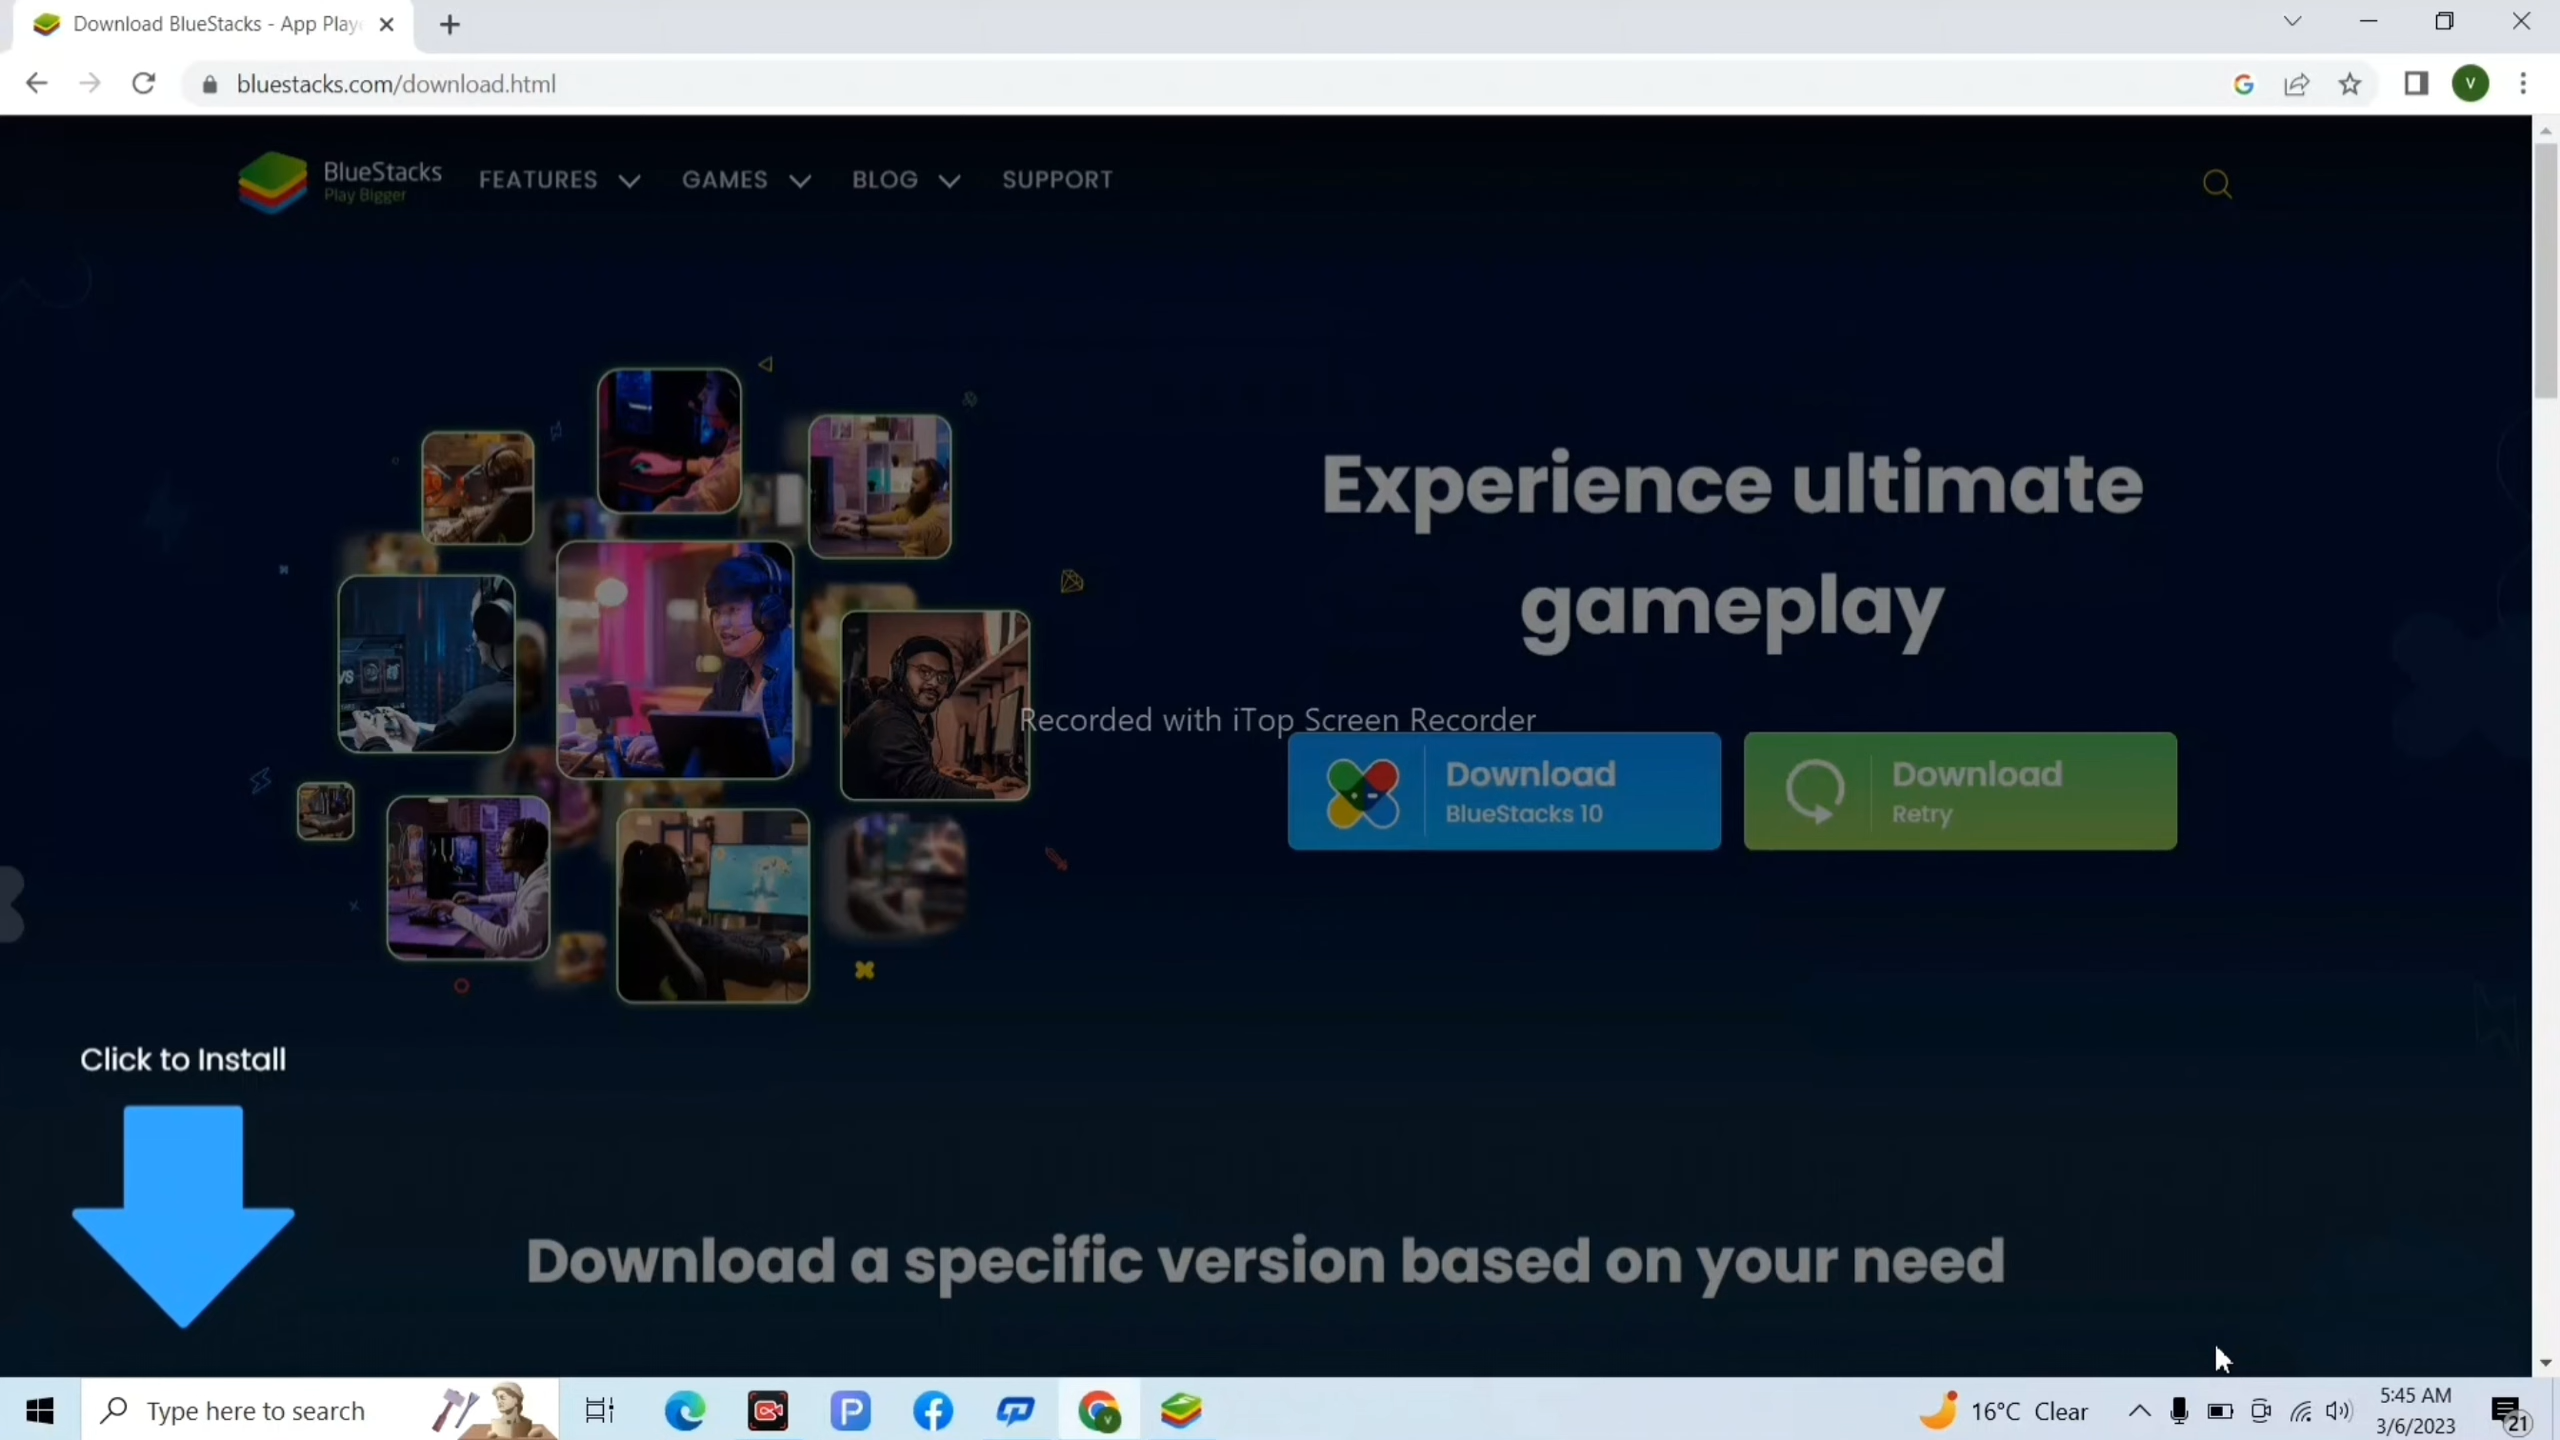 Download BlueStacks - App Playe
bluestacks.com/download.html
V
BlueStacks
Play Bigger
FEATURES
GAMES
BLOG
SUPPORT
Experience ultimate
gameplay
Recorded with iTop Screen Recorder
Download
BlueStacks 10
Download
Retry
VS
Click to Install
Download a specific version based on your need
Type here to search
P
V
16°C Clear
5:45 AM
3/6/2023
21